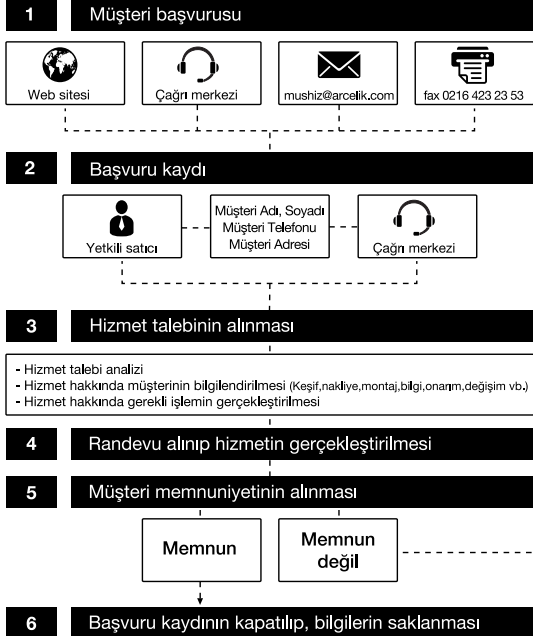 1 Müşteri başvurusu
Web sitesi
Çağrı merkezi
mushiz@arcelik.com
fax 0216 423 23 53
2 Başvuru kaydı
Yetkili satıcı
Müşteri Adı, Soyadı
Müşteri Telefonu
Müşteri Adresi
Çağrı merkezi
3 Hizmet talebinin alınması
- Hizmet talebi analizi
- Hizmet hakkında müşterinin bilgilendirilmesi (Keşif,nakliye,montaj,bilgi,onarım,değişim vb.)
- Hizmet hakkında gerekli işlemin gerçekleştirilmesi
4 Randevu alınıp hizmetin gerçekleştirilmesi
5 Müşteri memnuniyetinin alınması
Memnun
Memnun
değil
6 Başvuru kaydının kapatılıp, bilgilerin saklanması